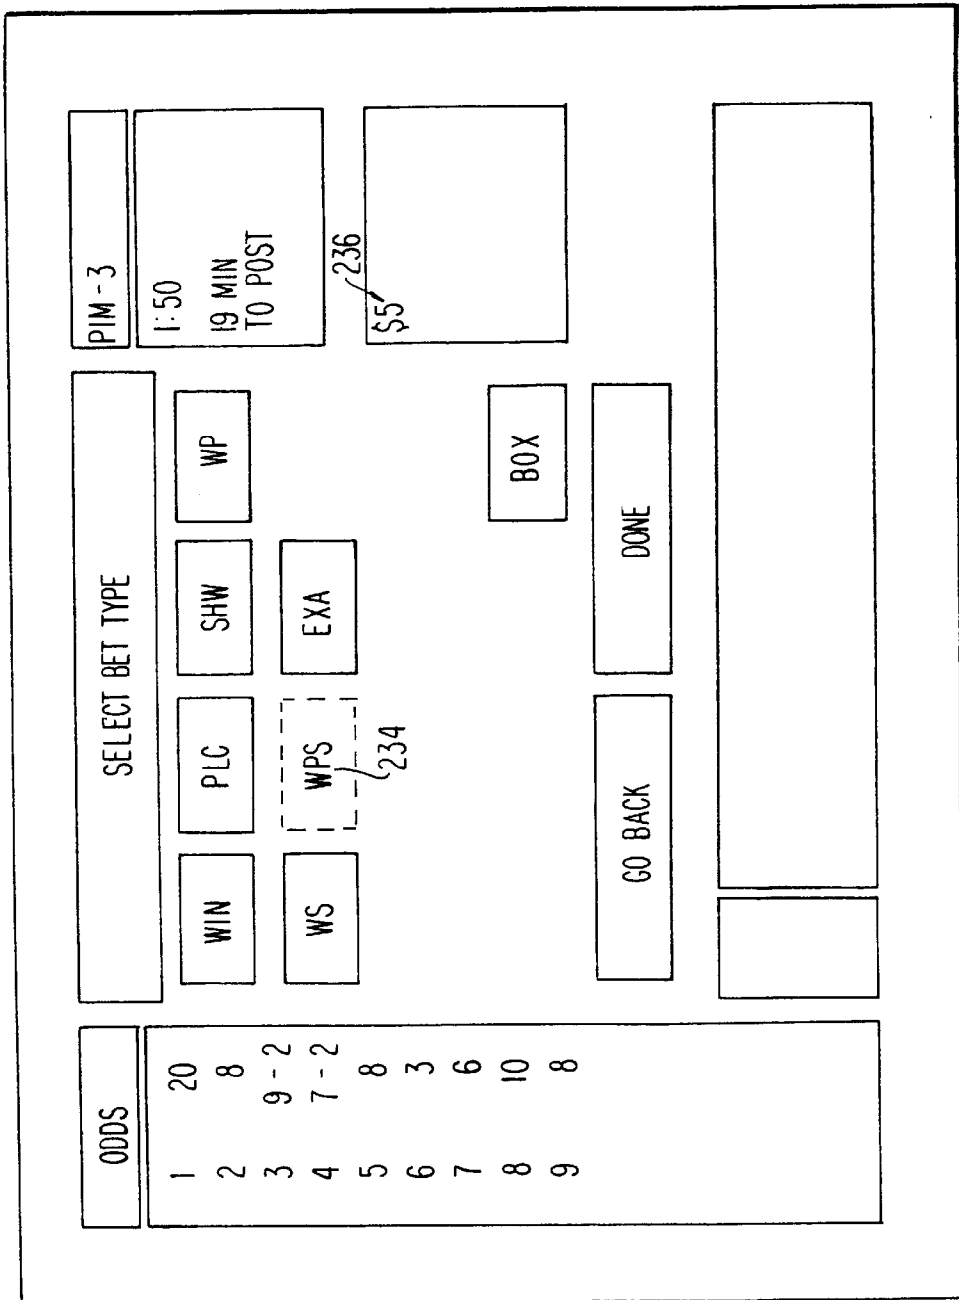 ODDS
1 20
2 8
3 9-2
4 7-2
5 8
6 3
7 6
8 10
9 8
SELECT BET TYPE
WIN PLC SHW WP
WS WPS EXA
234
BOX
GO BACK DONE
PIM-3
1:50
19 MIN
TO POST
236
$5